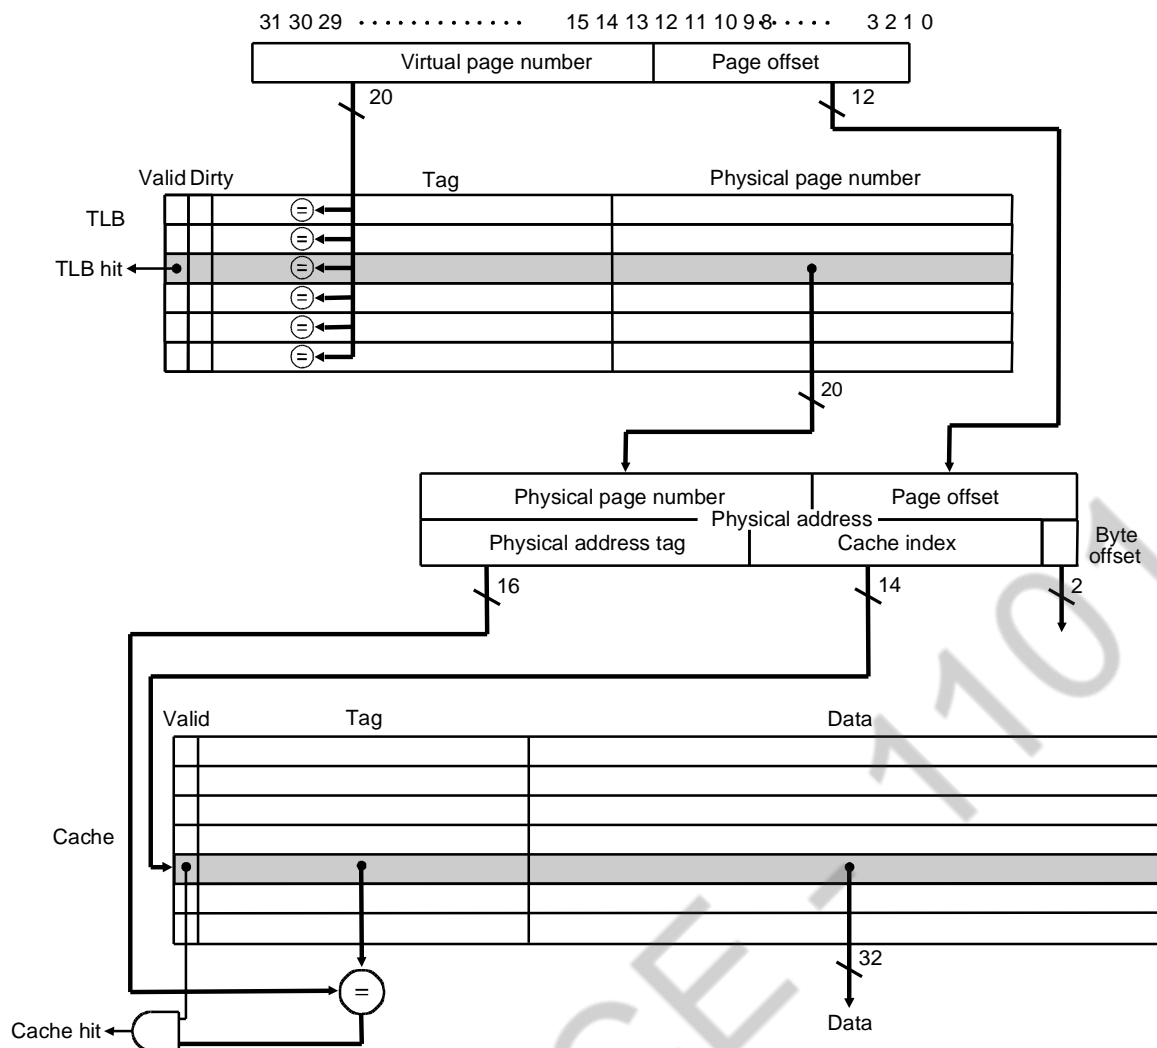 31 30 29 ·················· 15 14 13 12 11 10 9 8 ······ 3 2 1 0
Virtual page number Page offset
20 12
Valid Dirty Tag Physical page number
TLB
=
=
TLB hit =
=
=
=
20
Physical page number Page offset
Physical address
Physical address tag Cache index Byte
offset
16 14 2
Valid Tag Data
Cache
32
=
Cache hit Data
CE - 1101